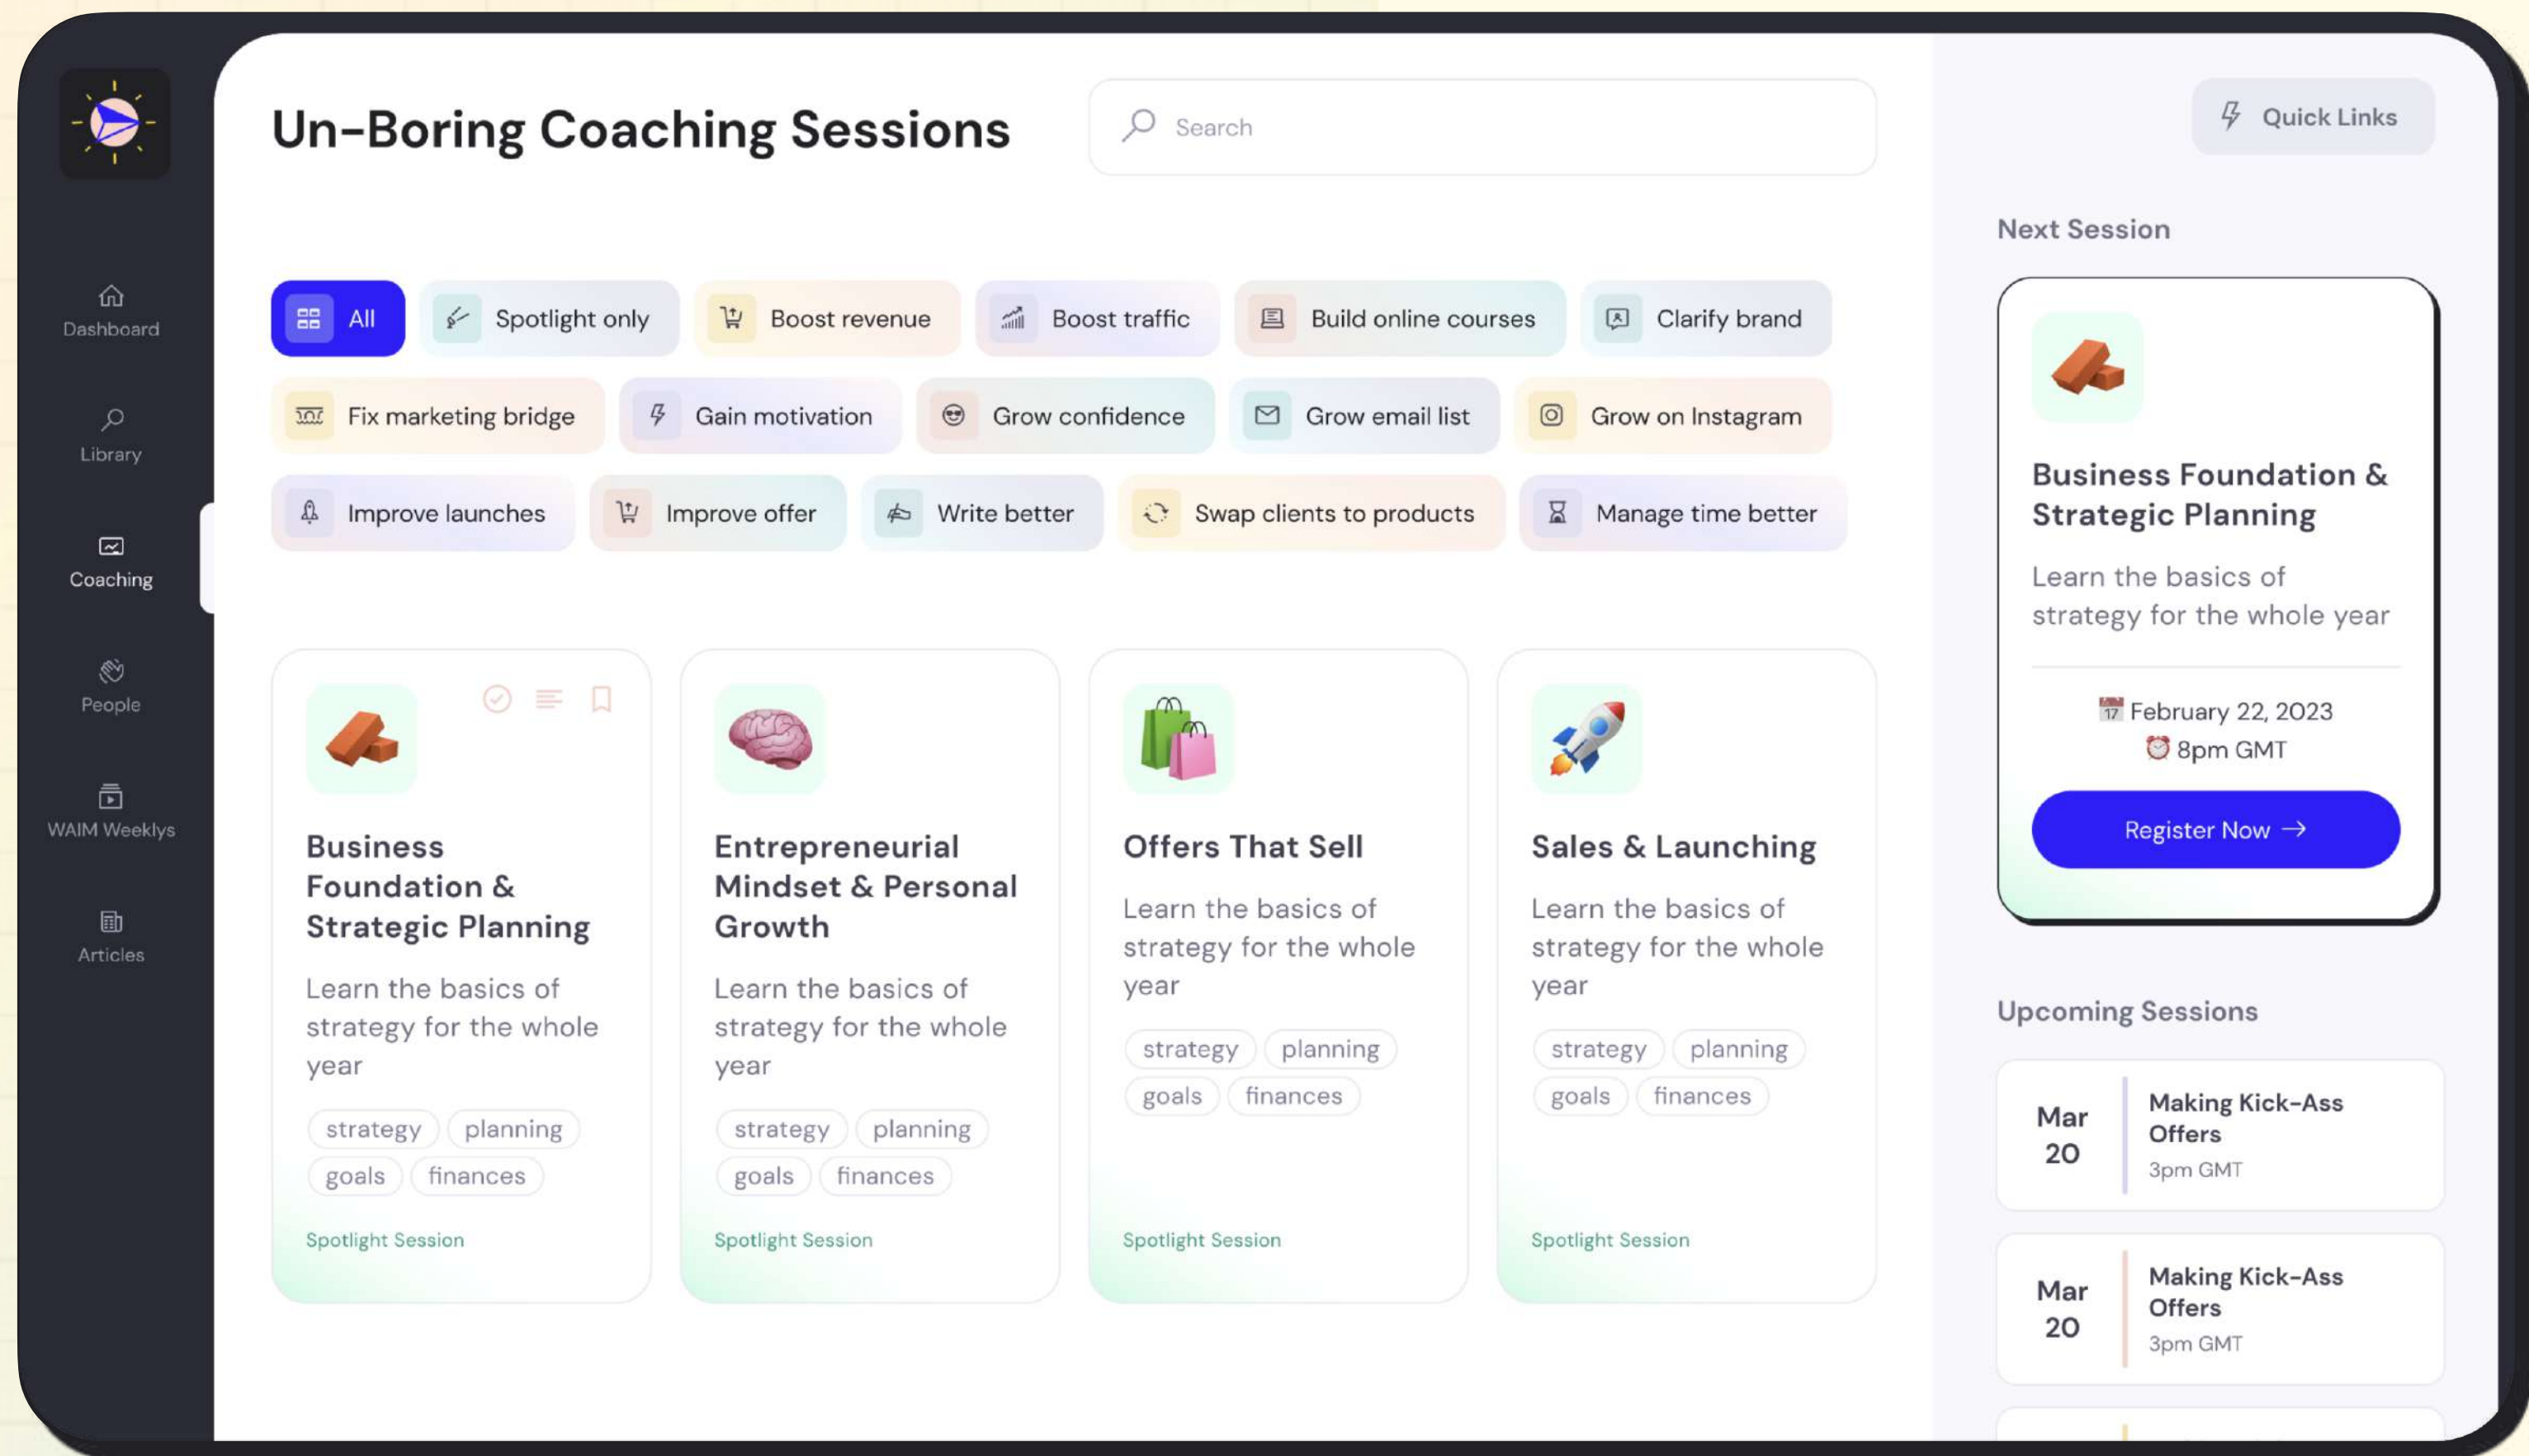 Dashboard
Library
Coaching
People
WAIM Weeklys
Articles
Un-Boring Coaching Sessions
Search
All
Spotlight only
Boost revenue
Boost traffic
Build online courses
Clarify brand
Fix marketing bridge
Gain motivation
Grow confidence
Grow email list
Grow on Instagram
Improve launches
Improve offer
Write better
Swap clients to products
Manage time better
Business
Foundation &
Strategic Planning
Learn the basics of
strategy for the whole
year
strategy planning
goals finances
Spotlight Session
Entrepreneurial
Mindset & Personal
Growth
Learn the basics of
strategy for the whole
year
strategy planning
goals finances
Spotlight Session
Offers That Sell
Learn the basics of
strategy for the whole
year
strategy planning
goals finances
Spotlight Session
Sales & Launching
Learn the basics of
strategy for the whole
year
strategy planning
goals finances
Spotlight Session
Quick Links
Next Session
Business Foundation &
Strategic Planning
Learn the basics of
strategy for the whole year
17 February 22, 2023
8pm GMT
Register Now →
Upcoming Sessions
Mar
20
Making Kick-Ass
Offers
3pm GMT
Mar
20
Making Kick-Ass
Offers
3pm GMT